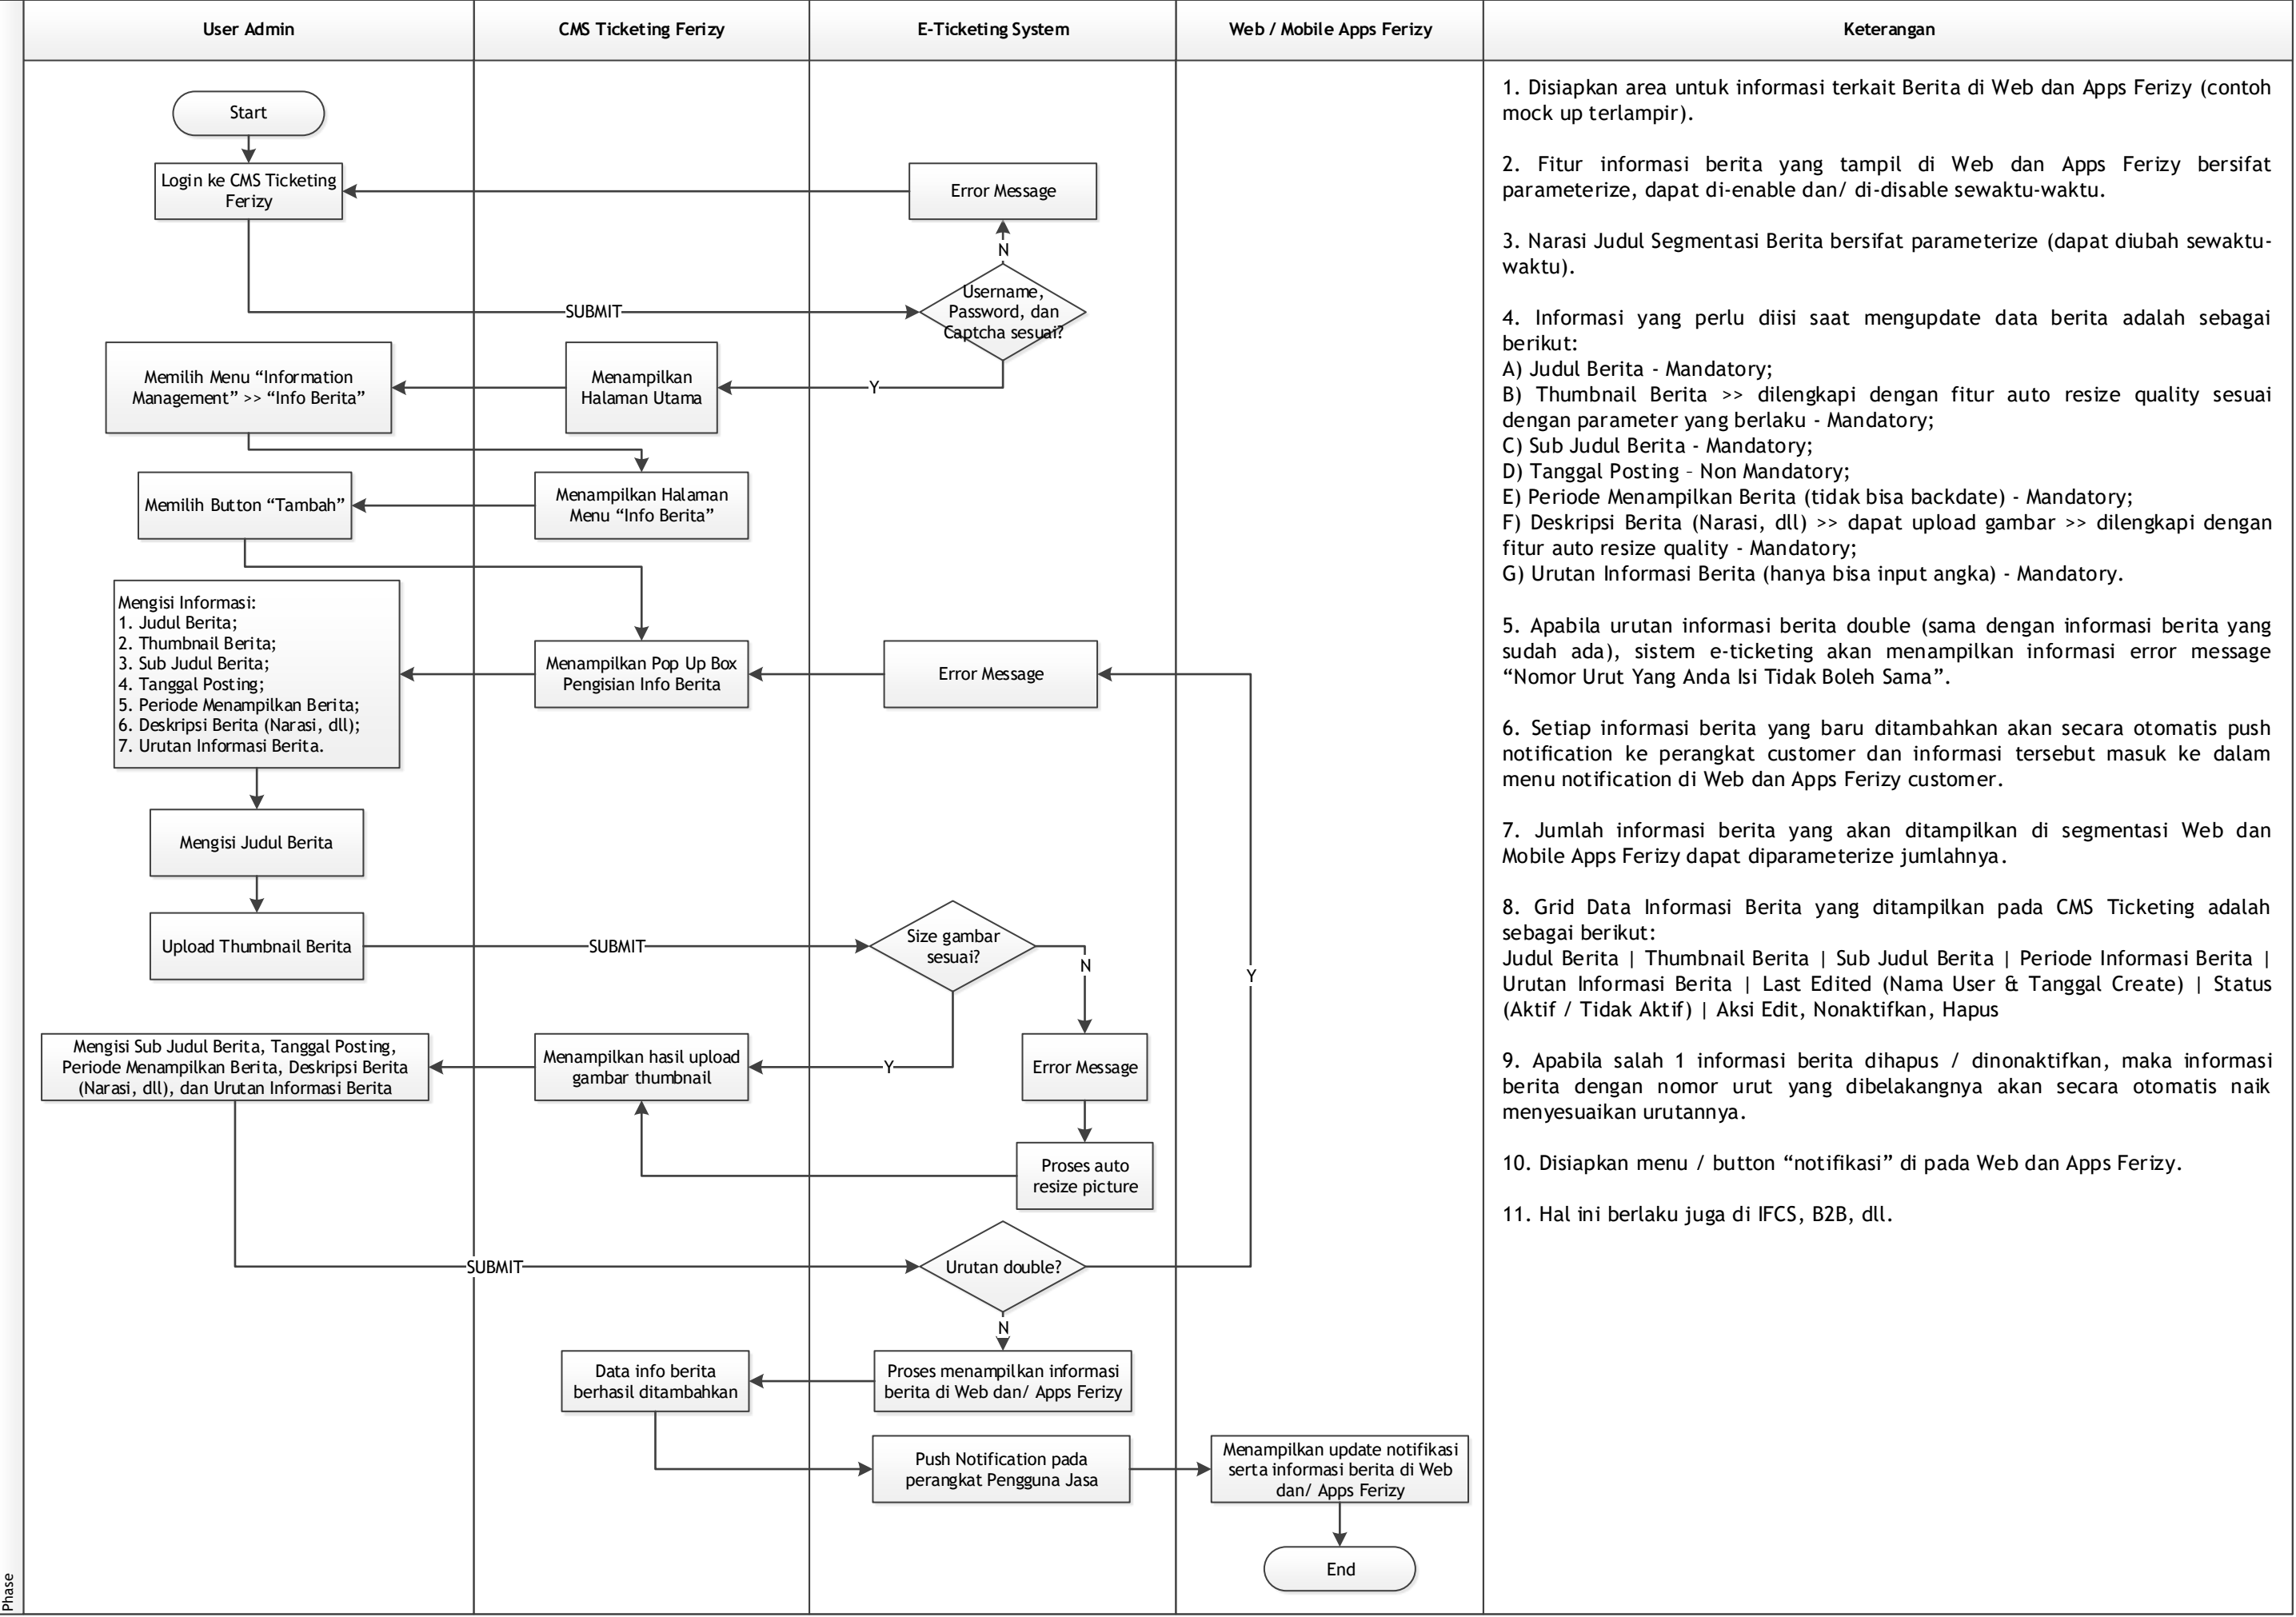 User Admin
CMS Ticketing Ferizy
E-Ticketing System
Web / Mobile Apps Ferizy
Keterangan
Start
Login ke CMS Ticketing
Ferizy
Error Message
N
Username,
Password, dan
Captcha sesuai?
SUBMIT
Y
Menampilkan
Halaman Utama
Memilih Menu “Information
Management” >> “Info Berita”
Menampilkan Halaman
Menu “Info Berita”
Memilih Button “Tambah”
Mengisi Informasi:
1. Judul Berita;
2. Thumbnail Berita;
3. Sub Judul Berita;
4. Tanggal Posting;
5. Periode Menampilkan Berita;
6. Deskripsi Berita (Narasi, dll);
7. Urutan Informasi Berita.
Menampilkan Pop Up Box
Pengisian Info Berita
Error Message
Mengisi Judul Berita
Upload Thumbnail Berita
SUBMIT
Size gambar
sesuai?
N
Y
Y
Mengisi Sub Judul Berita, Tanggal Posting,
Periode Menampilkan Berita, Deskripsi Berita
(Narasi, dll), dan Urutan Informasi Berita
Menampilkan hasil upload
gambar thumbnail
Error Message
Proses auto
resize picture
SUBMIT
Urutan double?
N
Data info berita
berhasil ditambahkan
Proses menampilkan informasi
berita di Web dan/ Apps Ferizy
Push Notification pada
perangkat Pengguna Jasa
Menampilkan update notifikasi
serta informasi berita di Web
dan/ Apps Ferizy
End
Phase
1. Disiapkan area untuk informasi terkait Berita di Web dan Apps Ferizy (contoh
mock up terlampir).
2. Fitur informasi berita yang tampil di Web dan Apps Ferizy bersifat
parameterize, dapat di-enable dan/ di-disable sewaktu-waktu.
3. Narasi Judul Segmentasi Berita bersifat parameterize (dapat diubah sewaktu-
waktu).
4. Informasi yang perlu diisi saat mengupdate data berita adalah sebagai
berikut:
A) Judul Berita - Mandatory;
B) Thumbnail Berita >> dilengkapi dengan fitur auto resize quality sesuai
dengan parameter yang berlaku - Mandatory;
C) Sub Judul Berita - Mandatory;
D) Tanggal Posting – Non Mandatory;
E) Periode Menampilkan Berita (tidak bisa backdate) - Mandatory;
F) Deskripsi Berita (Narasi, dll) >> dapat upload gambar >> dilengkapi dengan
fitur auto resize quality - Mandatory;
G) Urutan Informasi Berita (hanya bisa input angka) - Mandatory.
5. Apabila urutan informasi berita double (sama dengan informasi berita yang
sudah ada), sistem e-ticketing akan menampilkan informasi error message
“Nomor Urut Yang Anda Isi Tidak Boleh Sama”.
6. Setiap informasi berita yang baru ditambahkan akan secara otomatis push
notification ke perangkat customer dan informasi tersebut masuk ke dalam
menu notification di Web dan Apps Ferizy customer.
7. Jumlah informasi berita yang akan ditampilkan di segmentasi Web dan
Mobile Apps Ferizy dapat diparameterize jumlahnya.
8. Grid Data Informasi Berita yang ditampilkan pada CMS Ticketing adalah
sebagai berikut:
Judul Berita | Thumbnail Berita | Sub Judul Berita | Periode Informasi Berita |
Urutan Informasi Berita | Last Edited (Nama User & Tanggal Create) | Status
(Aktif / Tidak Aktif) | Aksi Edit, Nonaktifkan, Hapus
9. Apabila salah 1 informasi berita dihapus / dinonaktifkan, maka informasi
berita dengan nomor urut yang dibelakangnya akan secara otomatis naik
menyesuaikan urutannya.
10. Disiapkan menu / button “notifikasi” di pada Web dan Apps Ferizy.
11. Hal ini berlaku juga di IFCS, B2B, dll.